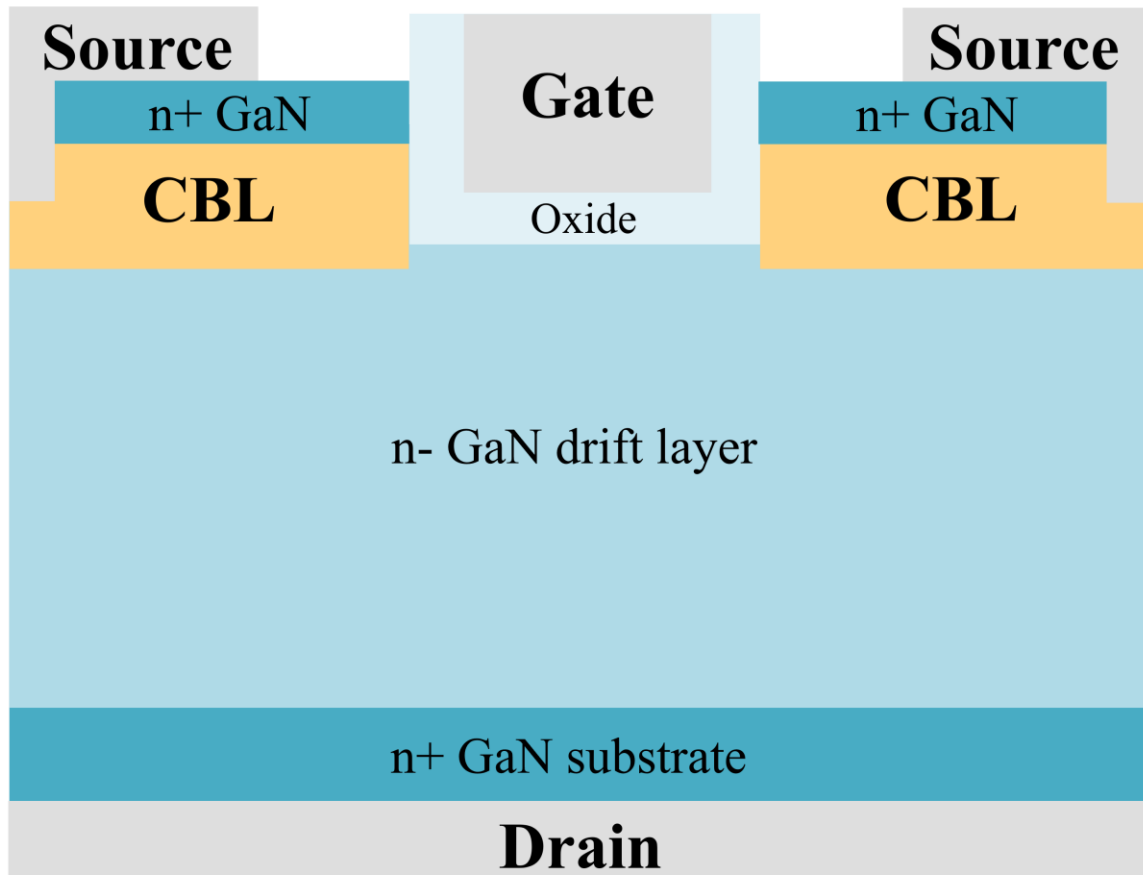 Source
Source
Gate
n+ GaN
n+ GaN
CBL
CBL
Oxide
n- GaN drift layer
n+ GaN substrate
Drain